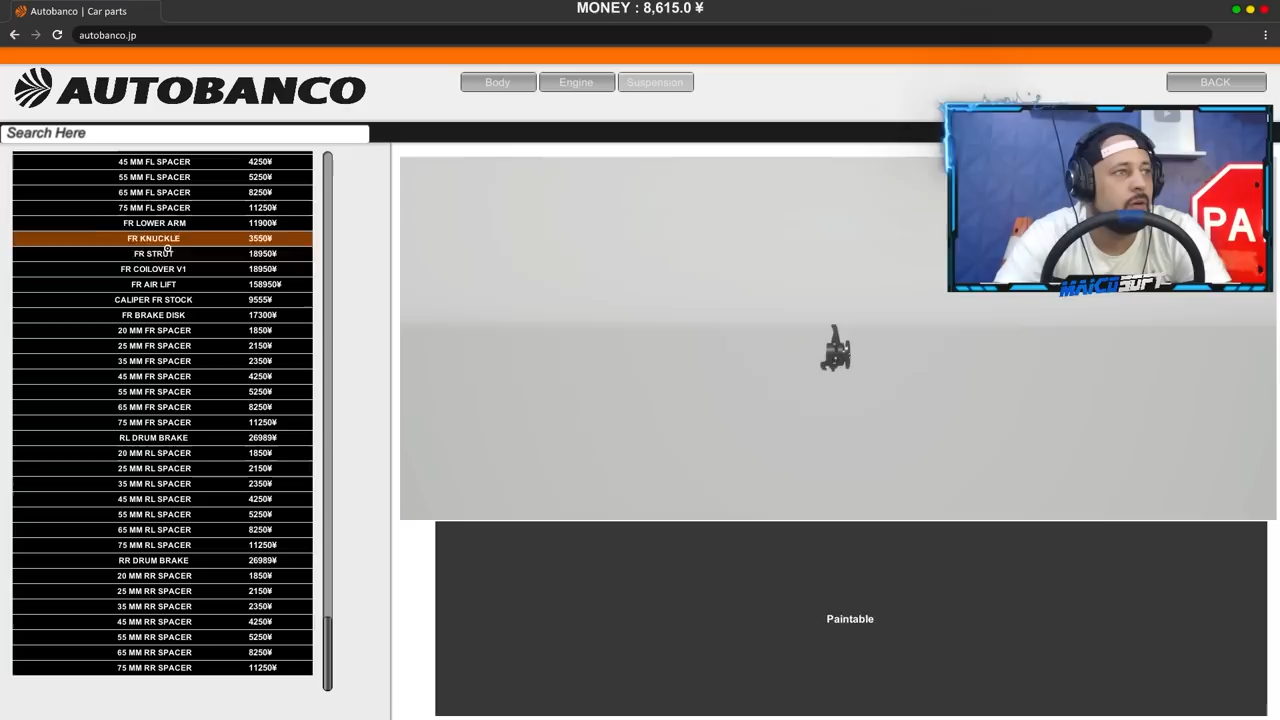 Autobanco | Car parts
MONEY : 8,615.0 ¥
autobanco.jp
AUTOBANCO
Body
Engine
Suspension
BACK
Search Here
45 MM FL SPACER 4250¥
55 MM FL SPACER 5250¥
65 MM FL SPACER 8250¥
75 MM FL SPACER 11250¥
FR LOWER ARM 11900¥
FR KNUCKLE 3550¥
FR STRUT 18950¥
FR COILOVER V1 18950¥
FR AIR LIFT 158950¥
CALIPER FR STOCK 9555¥
FR BRAKE DISK 17300¥
20 MM FR SPACER 1850¥
25 MM FR SPACER 2150¥
35 MM FR SPACER 2350¥
45 MM FR SPACER 4250¥
55 MM FR SPACER 5250¥
65 MM FR SPACER 8250¥
75 MM FR SPACER 11250¥
RL DRUM BRAKE 26989¥
20 MM RL SPACER 1850¥
25 MM RL SPACER 2150¥
35 MM RL SPACER 2350¥
45 MM RL SPACER 4250¥
55 MM RL SPACER 5250¥
65 MM RL SPACER 8250¥
75 MM RL SPACER 11250¥
RR DRUM BRAKE 26989¥
20 MM RR SPACER 1850¥
25 MM RR SPACER 2150¥
35 MM RR SPACER 2350¥
45 MM RR SPACER 4250¥
55 MM RR SPACER 5250¥
65 MM RR SPACER 8250¥
75 MM RR SPACER 11250¥
PA
MAICOSOFT
Paintable